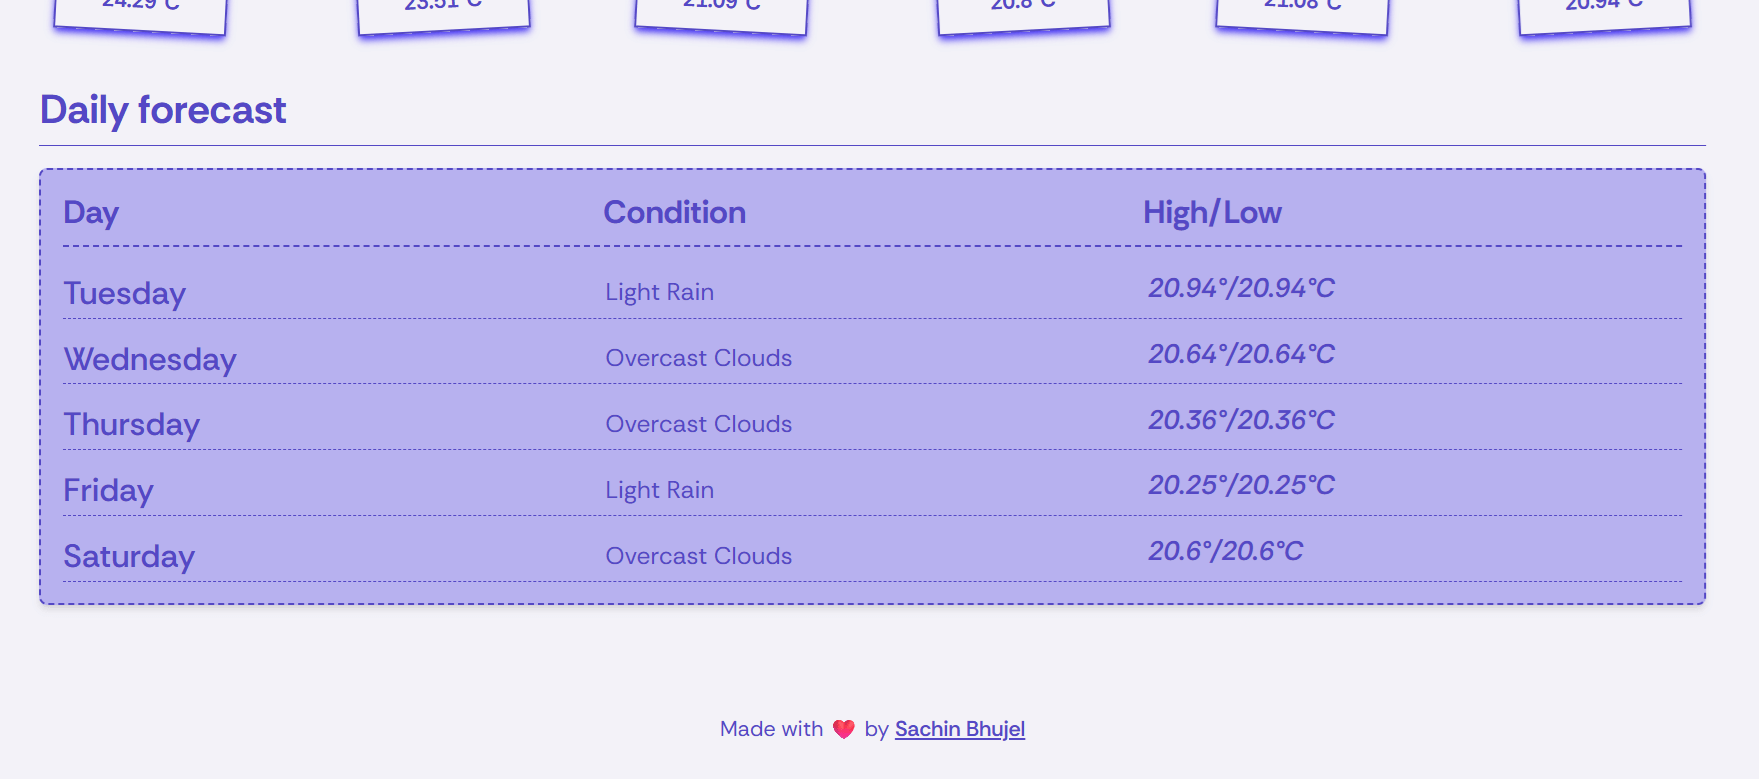 24.29°C 23.51°C 21.09°C 20.8°C 21.08°C 20.94°C
Daily forecast
Day Condition High/Low
Tuesday Light Rain 20.94°/20.94°C
Wednesday Overcast Clouds 20.64°/20.64°C
Thursday Overcast Clouds 20.36°/20.36°C
Friday Light Rain 20.25°/20.25°C
Saturday Overcast Clouds 20.6°/20.6°C
Made with ❤️ by Sachin Bhujel